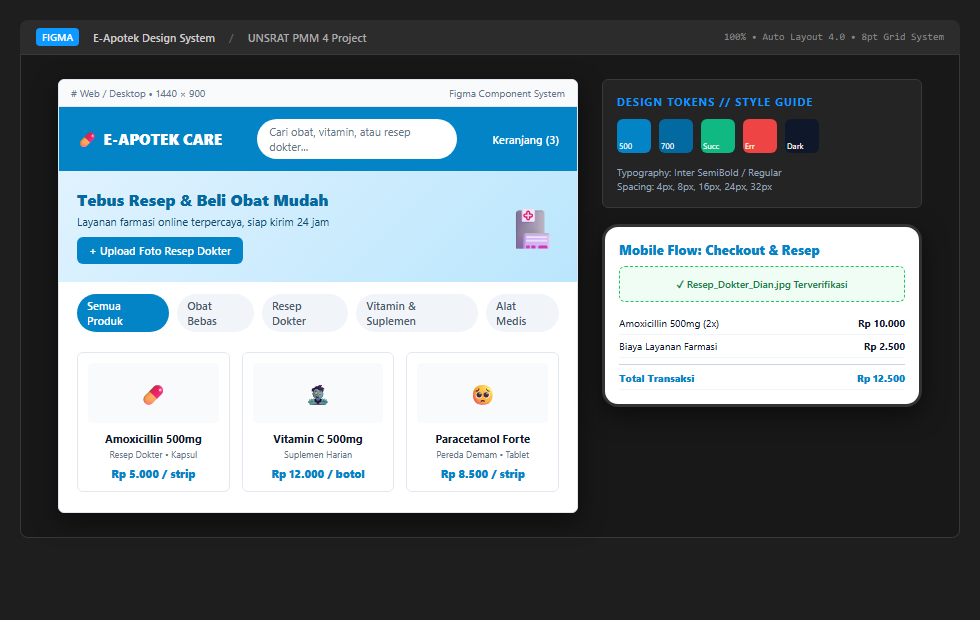 FIGMA E-Apotek Design System / UNSRAT PMM 4 Project
100% • Auto Layout 4.0 • 8pt Grid System
# Web / Desktop • 1440 × 900
Figma Component System
E-APOTEK CARE
Cari obat, vitamin, atau resep
dokter...
Keranjang (3)
Tebus Resep & Beli Obat Mudah
Layanan farmasi online terpercaya, siap kirim 24 jam
+ Upload Foto Resep Dokter
Semua
Produk
Obat
Bebas
Resep
Dokter
Vitamin &
Suplemen
Alat
Medis
Amoxicillin 500mg
Resep Dokter • Kapsul
Rp 5.000 / strip
Vitamin C 500mg
Suplemen Harian
Rp 12.000 / botol
Paracetamol Forte
Pereda Demam • Tablet
Rp 8.500 / strip
DESIGN TOKENS // STYLE GUIDE
500
700
Succ
Err
Dark
Typography: Inter SemiBold / Regular
Spacing: 4px, 8px, 16px, 24px, 32px
Mobile Flow: Checkout & Resep
✓ Resep_Dokter_Dian.jpg Terverifikasi
Amoxicillin 500mg (2x) Rp 10.000
Biaya Layanan Farmasi Rp 2.500
Total Transaksi Rp 12.500